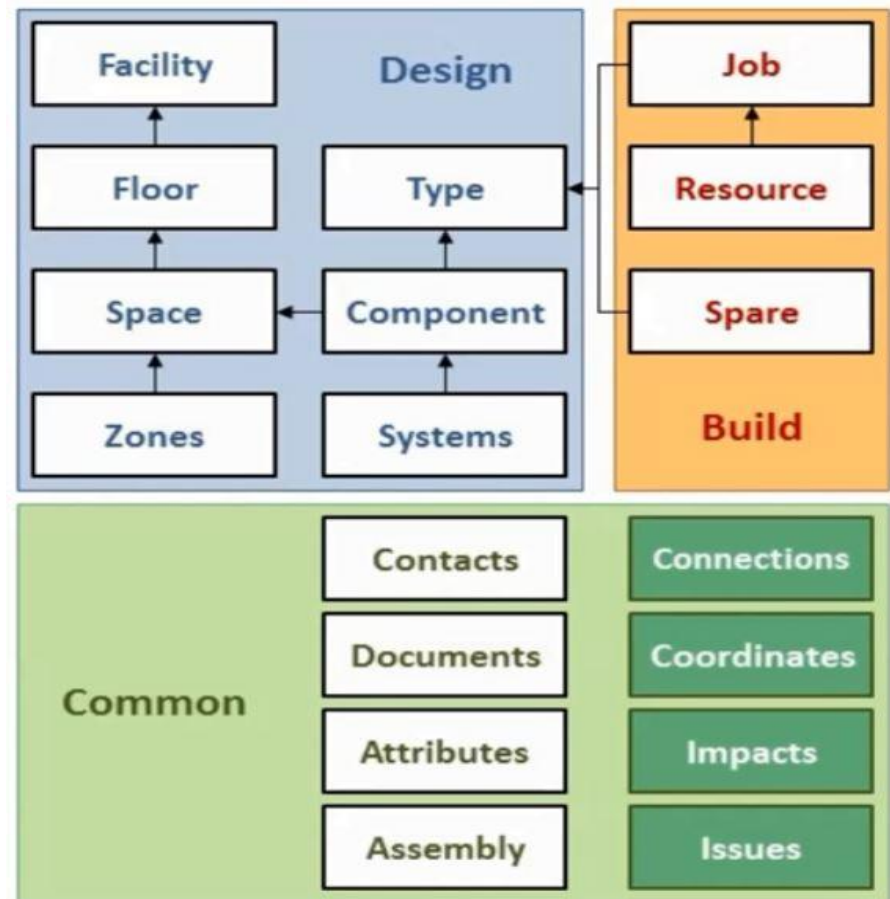 Facility
Design
Job
Floor
Type
Resource
Space
Component
Spare
Zones
Systems
Build
Common
Contacts
Connections
Documents
Coordinates
Attributes
Impacts
Assembly
Issues